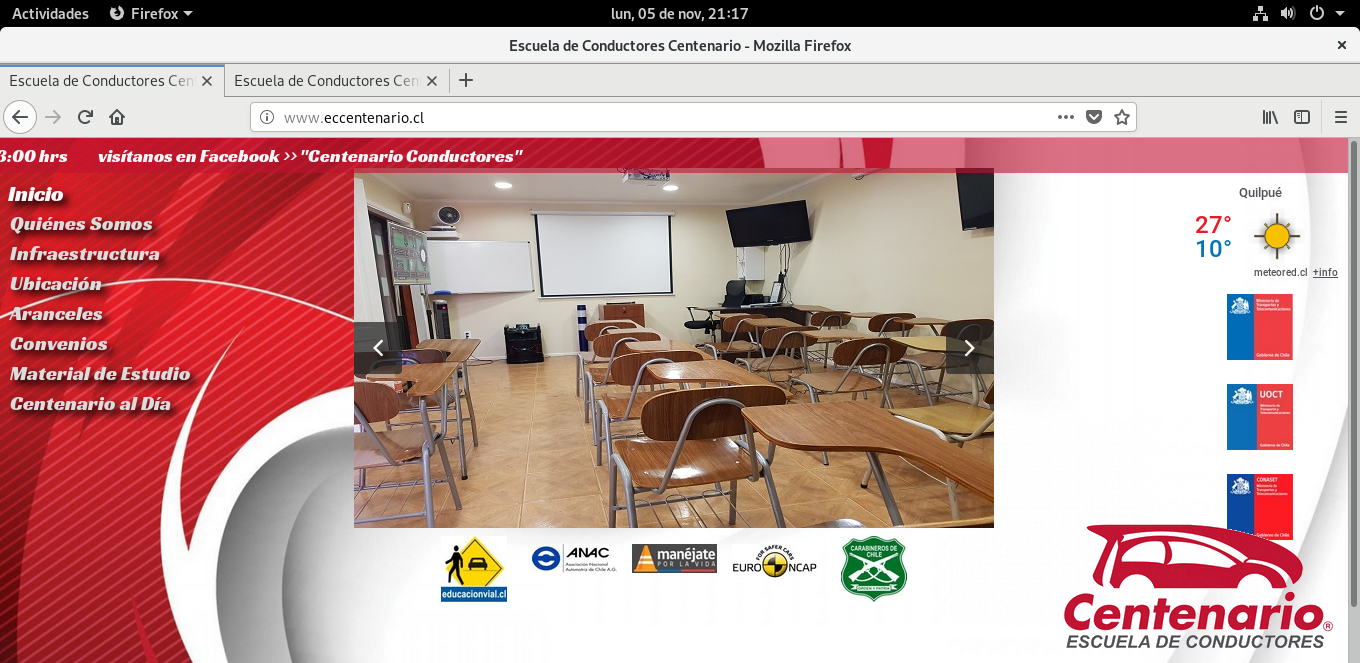 Actividades
Firefox
lun, 05 de nov, 21:17
Escuela de Conductores Centenario - Mozilla Firefox
Escuela de Conductores Cen
Escuela de Conductores Cen
www.eccentenario.cl
3:00 hrs visítanos en Facebook >> "Centenario Conductores"
Inicio
Quiénes Somos
Infraestructura
Ubicación
Aranceles
Convenios
Material de Estudio
Centenario al Día
Quilpué
27°
10°
meteored.cl +info
Ministerio de
Transportes y
Telecomunicaciones
Gobierno de Chile
UOCT
Ministerio de
Transportes y
Telecomunicaciones
Gobierno de Chile
CONASET
Ministerio de
Transportes y
Telecomunicaciones
Gobierno de Chile
educacionvial.cl
ANAC
Asociación Nacional
Automotriz de Chile A.G.
manéjate
POR LA VIDA
FOR SAFER CARS
EURO NCAP
CARABINEROS DE
CHILE
ORDEN Y PATRIA
Centenario®
ESCUELA DE CONDUCTORES